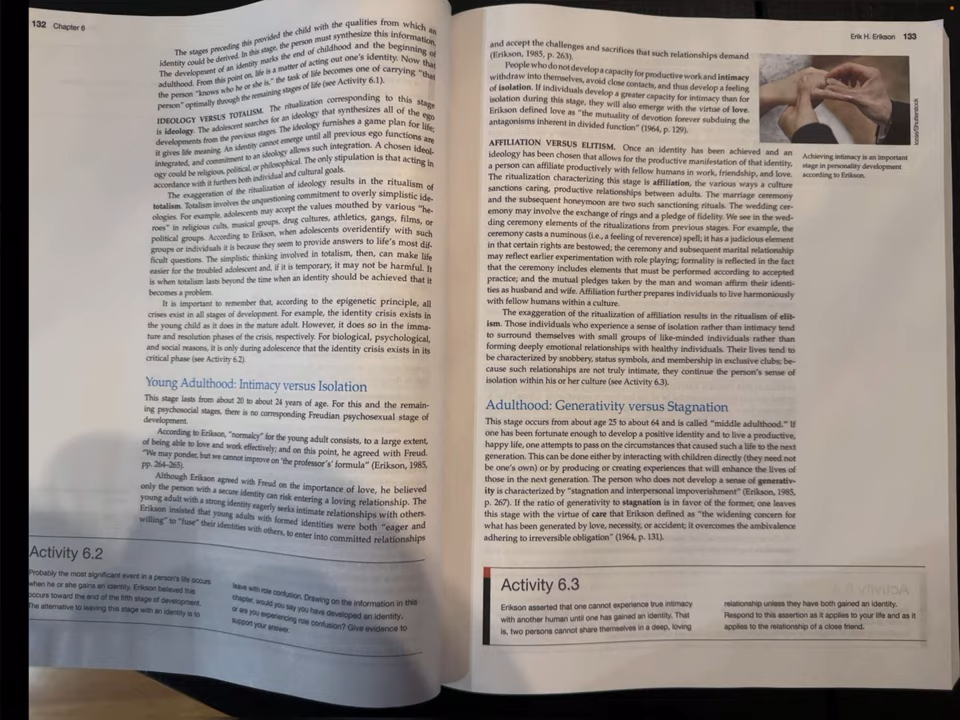 132 Chapter 6
The stages preceding this provided the child with the qualities from which an
identity could be derived. In this stage, the person must synthesize this information.
The development of an identity marks the end of childhood and the beginning of
adulthood. From this point on, life is a matter of acting out one's identity. Now that
the person "knows who he or she is," the task of life becomes one of carrying "that
person" optimally through the remaining stages of life (see Activity 6.1).
IDEOLOGY VERSUS TOTALISM. The ritualization corresponding to this stage
is ideology. The adolescent searches for an ideology that synthesizes all of the ego
developments from the previous stages. The ideology furnishes a game plan for life;
it gives life meaning. An identity cannot emerge until all previous ego functions are
integrated, and commitment to an ideology allows such integration. A chosen ideol-
ogy could be religious, political, or philosophical. The only stipulation is that acting in
accordance with it furthers both individual and cultural goals.
The exaggeration of the ritualization of ideology results in the ritualism of
totalism. Totalism involves the unquestioning commitment to overly simplistic ide-
ologies. For example, adolescents may accept the values mouthed by various "he-
roes" in religious cults, musical groups, drug cultures, athletics, gangs, films, or
political groups. According to Erikson, when adolescents overidentify with such
groups or individuals it is because they seem to provide answers to life's most dif-
ficult questions. The simplistic thinking involved in totalism, then, can make life
easier for the troubled adolescent and, if it is temporary, it may not be harmful. It
is when totalism lasts beyond the time when an identity should be achieved that it
becomes a problem.
It is important to remember that, according to the epigenetic principle, all
crises exist in all stages of development. For example, the identity crisis exists in
the young child as it does in the mature adult. However, it does so in the imma-
ture and resolution phases of the crisis, respectively. For biological, psychological,
and social reasons, it is only during adolescence that the identity crisis exists in its
critical phase (see Activity 6.2).
Young Adulthood: Intimacy versus Isolation
This stage lasts from about 20 to about 24 years of age. For this and the remain-
ing psychosocial stages, there is no corresponding Freudian psychosexual stage of
development.
According to Erikson, "normalcy" for the young adult consists, to a large extent,
of being able to love and work effectively; and on this point, he agreed with Freud.
"We may ponder, but we cannot improve on 'the professor's' formula" (Erikson, 1985,
pp. 264–265).
Although Erikson agreed with Freud on the importance of love, he believed
only the person with a secure identity can risk entering a loving relationship. The
young adult with a strong identity eagerly seeks intimate relationships with others.
Erikson insisted that young adults with formed identities were both "eager and
willing" to "fuse" their identities with others, to enter into committed relationships
Activity 6.2
Probably the most significant event in a person's life occurs
when he or she gains an identity. Erikson believed this
occurs toward the end of the fifth stage of development.
The alternative to leaving this stage with an identity is to
leave with role confusion. Drawing on the information in this
chapter, would you say you have developed an identity,
or are you experiencing role confusion? Give evidence to
support your answer.
Erik H. Erikson 133
and accept the challenges and sacrifices that such relationships demand
(Erikson, 1985, p. 263).
People who do not develop a capacity for productive work and intimacy
withdraw into themselves, avoid close contacts, and thus develop a feeling
of isolation. If individuals develop a greater capacity for intimacy than for
isolation during this stage, they will also emerge with the virtue of love.
Erikson defined love as "the mutuality of devotion forever subduing the
antagonisms inherent in divided function" (1964, p. 129).
AFFILIATION VERSUS ELITISM. Once an identity has been achieved and an
ideology has been chosen that allows for the productive manifestation of that identity,
a person can affiliate productively with fellow humans in work, friendship, and love.
The ritualization characterizing this stage is affiliation, the various ways a culture
sanctions caring, productive relationships between adults. The marriage ceremony
and the subsequent honeymoon are two such sanctioning rituals. The wedding cer-
emony may involve the exchange of rings and a pledge of fidelity. We see in the wed-
ding ceremony elements of the ritualizations from previous stages. For example, the
ceremony casts a numinous (i.e., a feeling of reverence) spell; it has a judicious element
in that certain rights are bestowed; the ceremony and subsequent marital relationship
may reflect earlier experimentation with role playing; formality is reflected in the fact
that the ceremony includes elements that must be performed according to accepted
practice; and the mutual pledges taken by the man and woman affirm their identi-
ties as husband and wife. Affiliation further prepares individuals to live harmoniously
with fellow humans within a culture.
The exaggeration of the ritualization of affiliation results in the ritualism of elit-
ism. Those individuals who experience a sense of isolation rather than intimacy tend
to surround themselves with small groups of like-minded individuals rather than
forming deeply emotional relationships with healthy individuals. Their lives tend to
be characterized by snobbery, status symbols, and membership in exclusive clubs; be-
cause such relationships are not truly intimate, they continue the person's sense of
isolation within his or her culture (see Activity 6.3).
/Shutterstock
Achieving intimacy is an important
stage in personality development
according to Erikson.
Adulthood: Generativity versus Stagnation
This stage occurs from about age 25 to about 64 and is called "middle adulthood." If
one has been fortunate enough to develop a positive identity and to live a productive,
happy life, one attempts to pass on the circumstances that caused such a life to the next
generation. This can be done either by interacting with children directly (they need not
be one's own) or by producing or creating experiences that will enhance the lives of
those in the next generation. The person who does not develop a sense of generativ-
ity is characterized by "stagnation and interpersonal impoverishment" (Erikson, 1985,
p. 267). If the ratio of generativity to stagnation is in favor of the former, one leaves
this stage with the virtue of care that Erikson defined as "the widening concern for
what has been generated by love, necessity, or accident; it overcomes the ambivalence
adhering to irreversible obligation" (1964, p. 131).
Activity 6.3
Erikson asserted that one cannot experience true intimacy
with another human until one has gained an identity. That
is, two persons cannot share themselves in a deep, loving
relationship unless they have both gained an identity.
Respond to this assertion as it applies to your life and as it
applies to the relationship of a close friend.